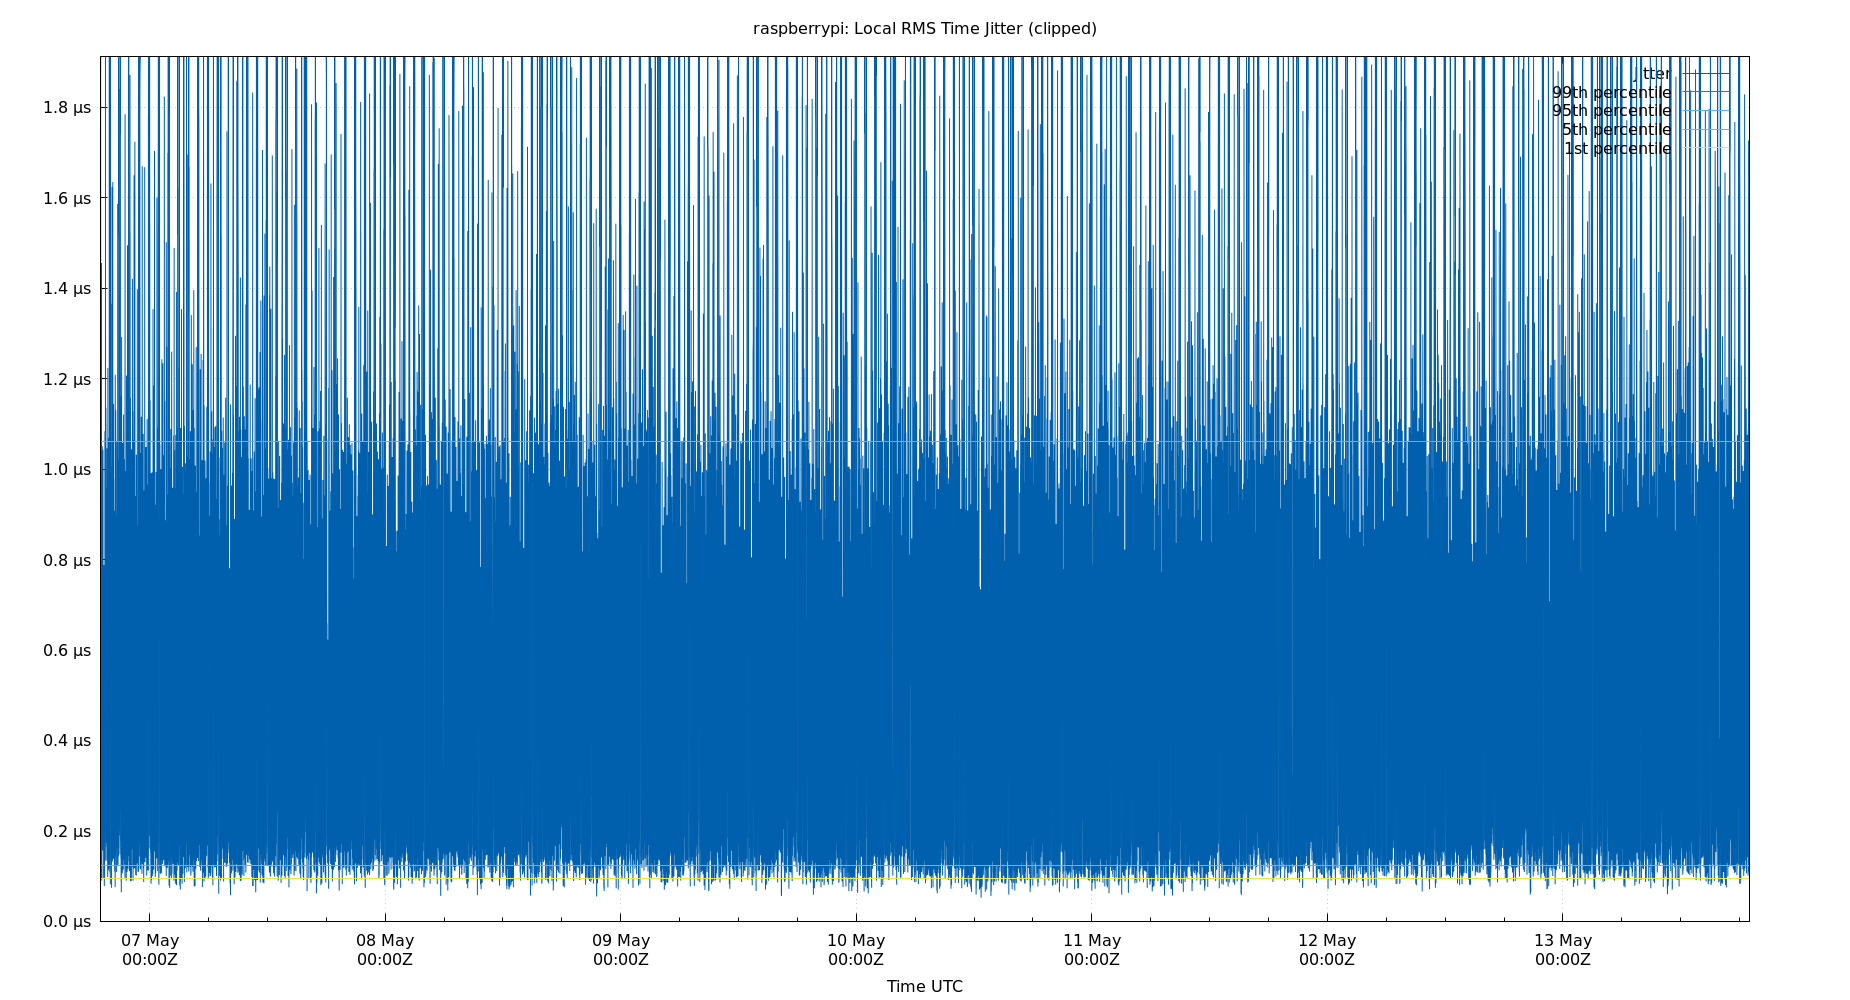 raspberrypi: Local RMS Time Jitter (clipped)
jitter
99th percentile
95th percentile
5th percentile
1st percentile
1.8 µs
1.6 µs
1.4 µs
1.2 µs
1.0 µs
0.8 µs
0.6 µs
0.4 µs
0.2 µs
0.0 µs
07 May 08 May 09 May 10 May 11 May 12 May 13 May
00:00Z 00:00Z 00:00Z 00:00Z 00:00Z 00:00Z 00:00Z
Time UTC